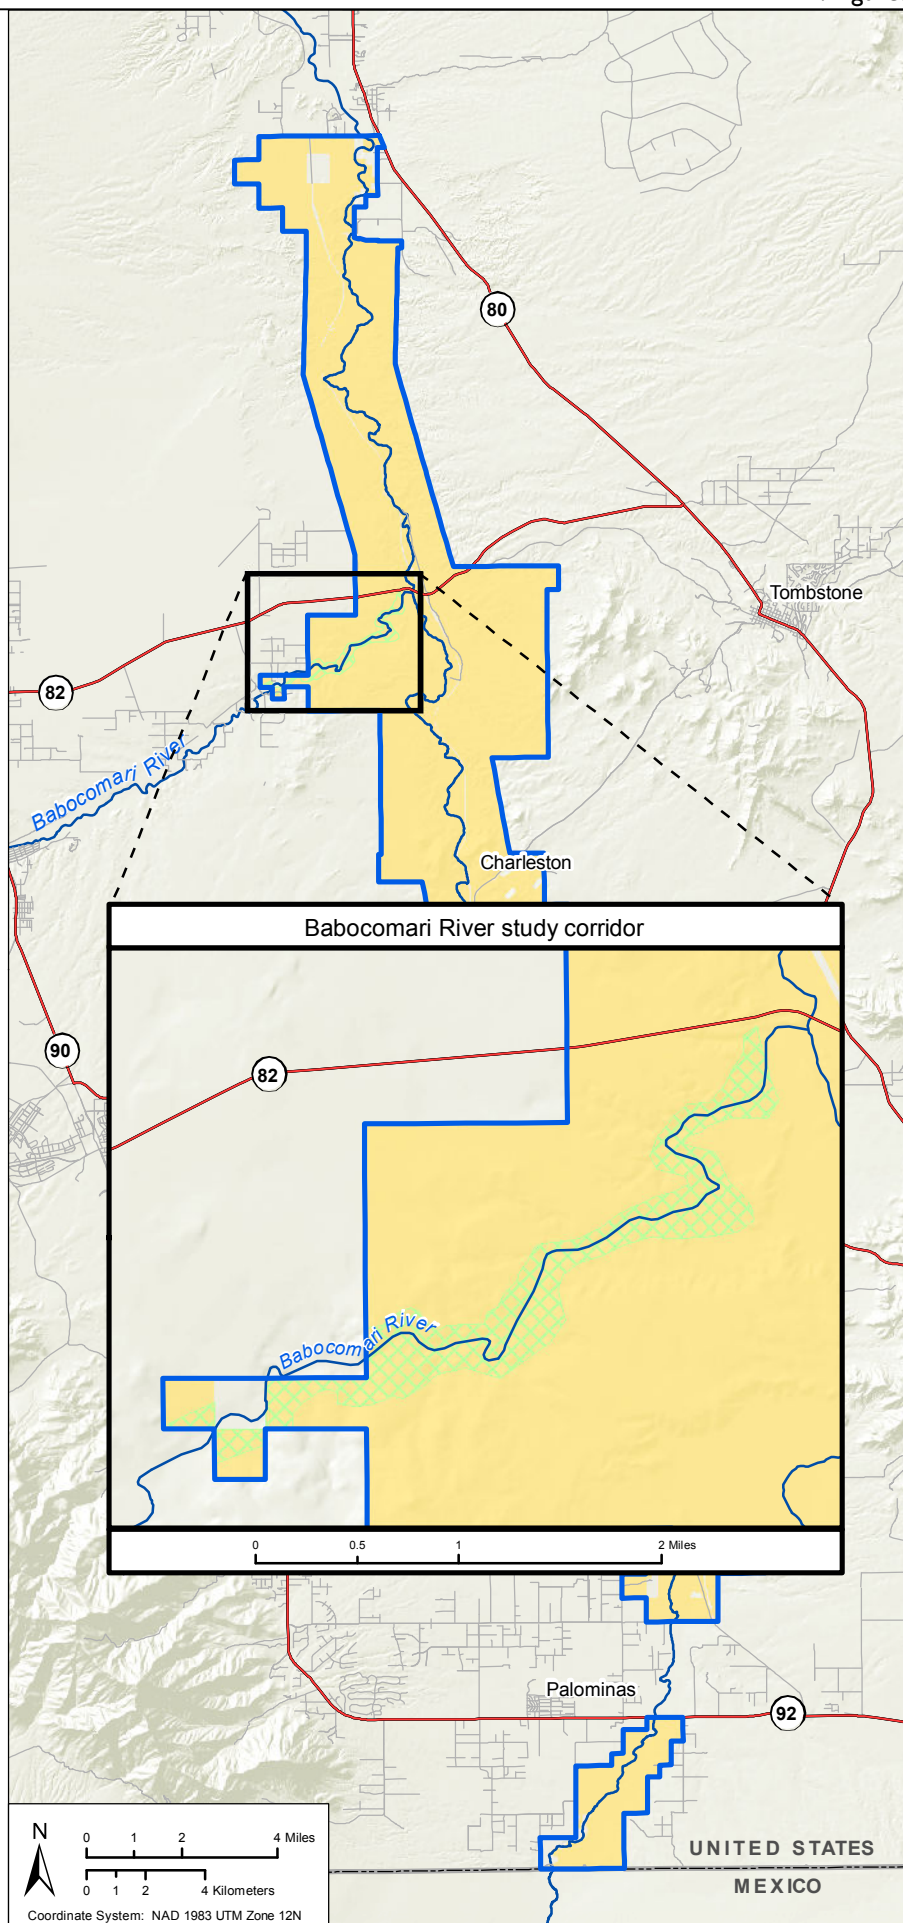 80
Tombstone
82
Babocomari River
Charleston
Babocomari River study corridor
90
82
Babocomari River
0 0.5 1 2 Miles
Palominas
92
N
0 1 2 4 Miles
0 1 2 4 Kilometers
Coordinate System: NAD 1983 UTM Zone 12N
UNITED STATES
MEXICO